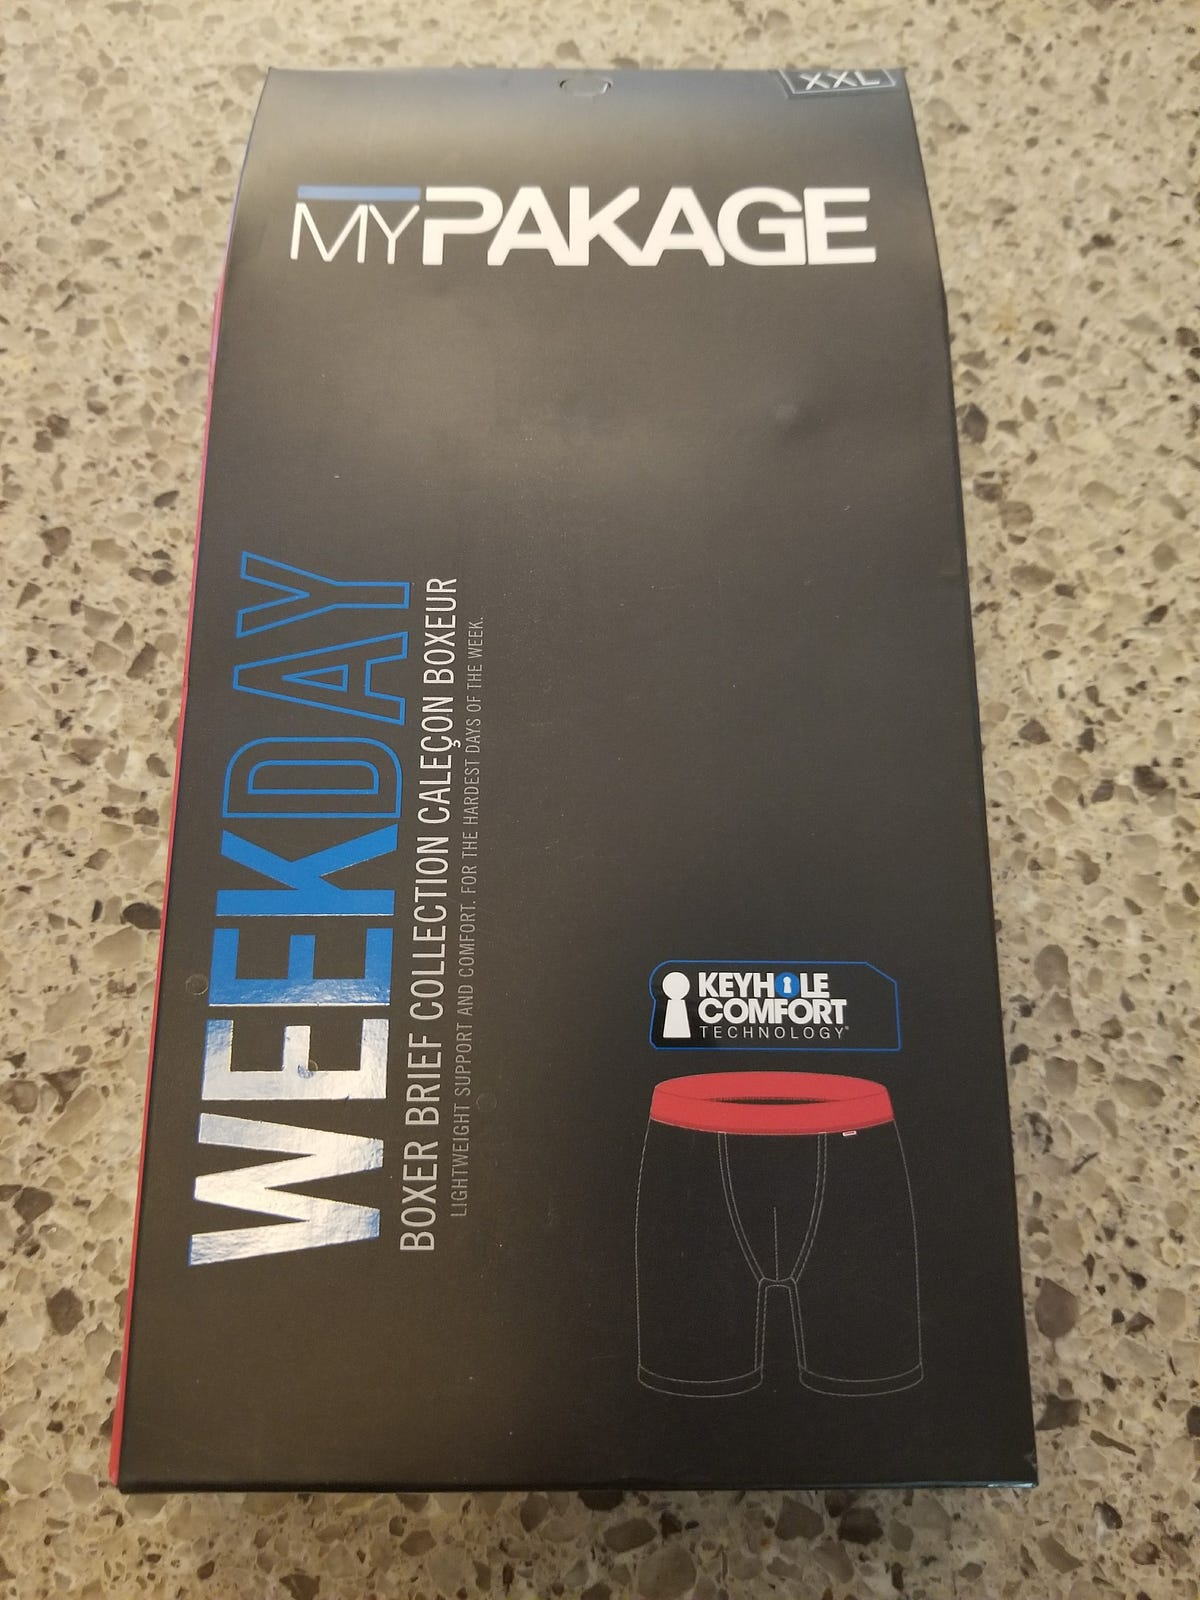 XXL
MYPAKAGE
WEEKDAY
BOXER BRIEF COLLECTION CALEÇON BOXEUR
LIGHTWEIGHT SUPPORT AND COMFORT. FOR THE HARDEST DAYS OF THE WEEK.
KEYHOLE
COMFORT
TECHNOLOGY®